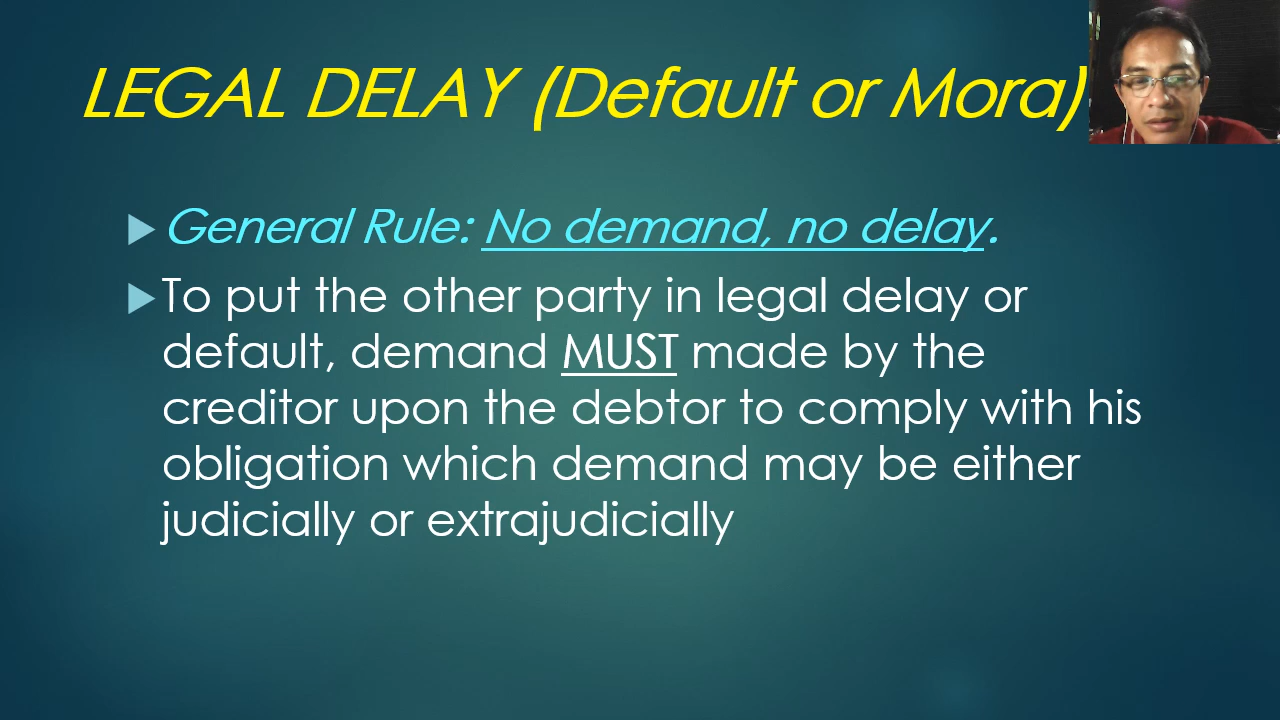 LEGAL DELAY (Default or Mora)
General Rule: No demand, no delay.
To put the other party in legal delay or
default, demand MUST made by the
creditor upon the debtor to comply with his
obligation which demand may be either
judicially or extrajudicially